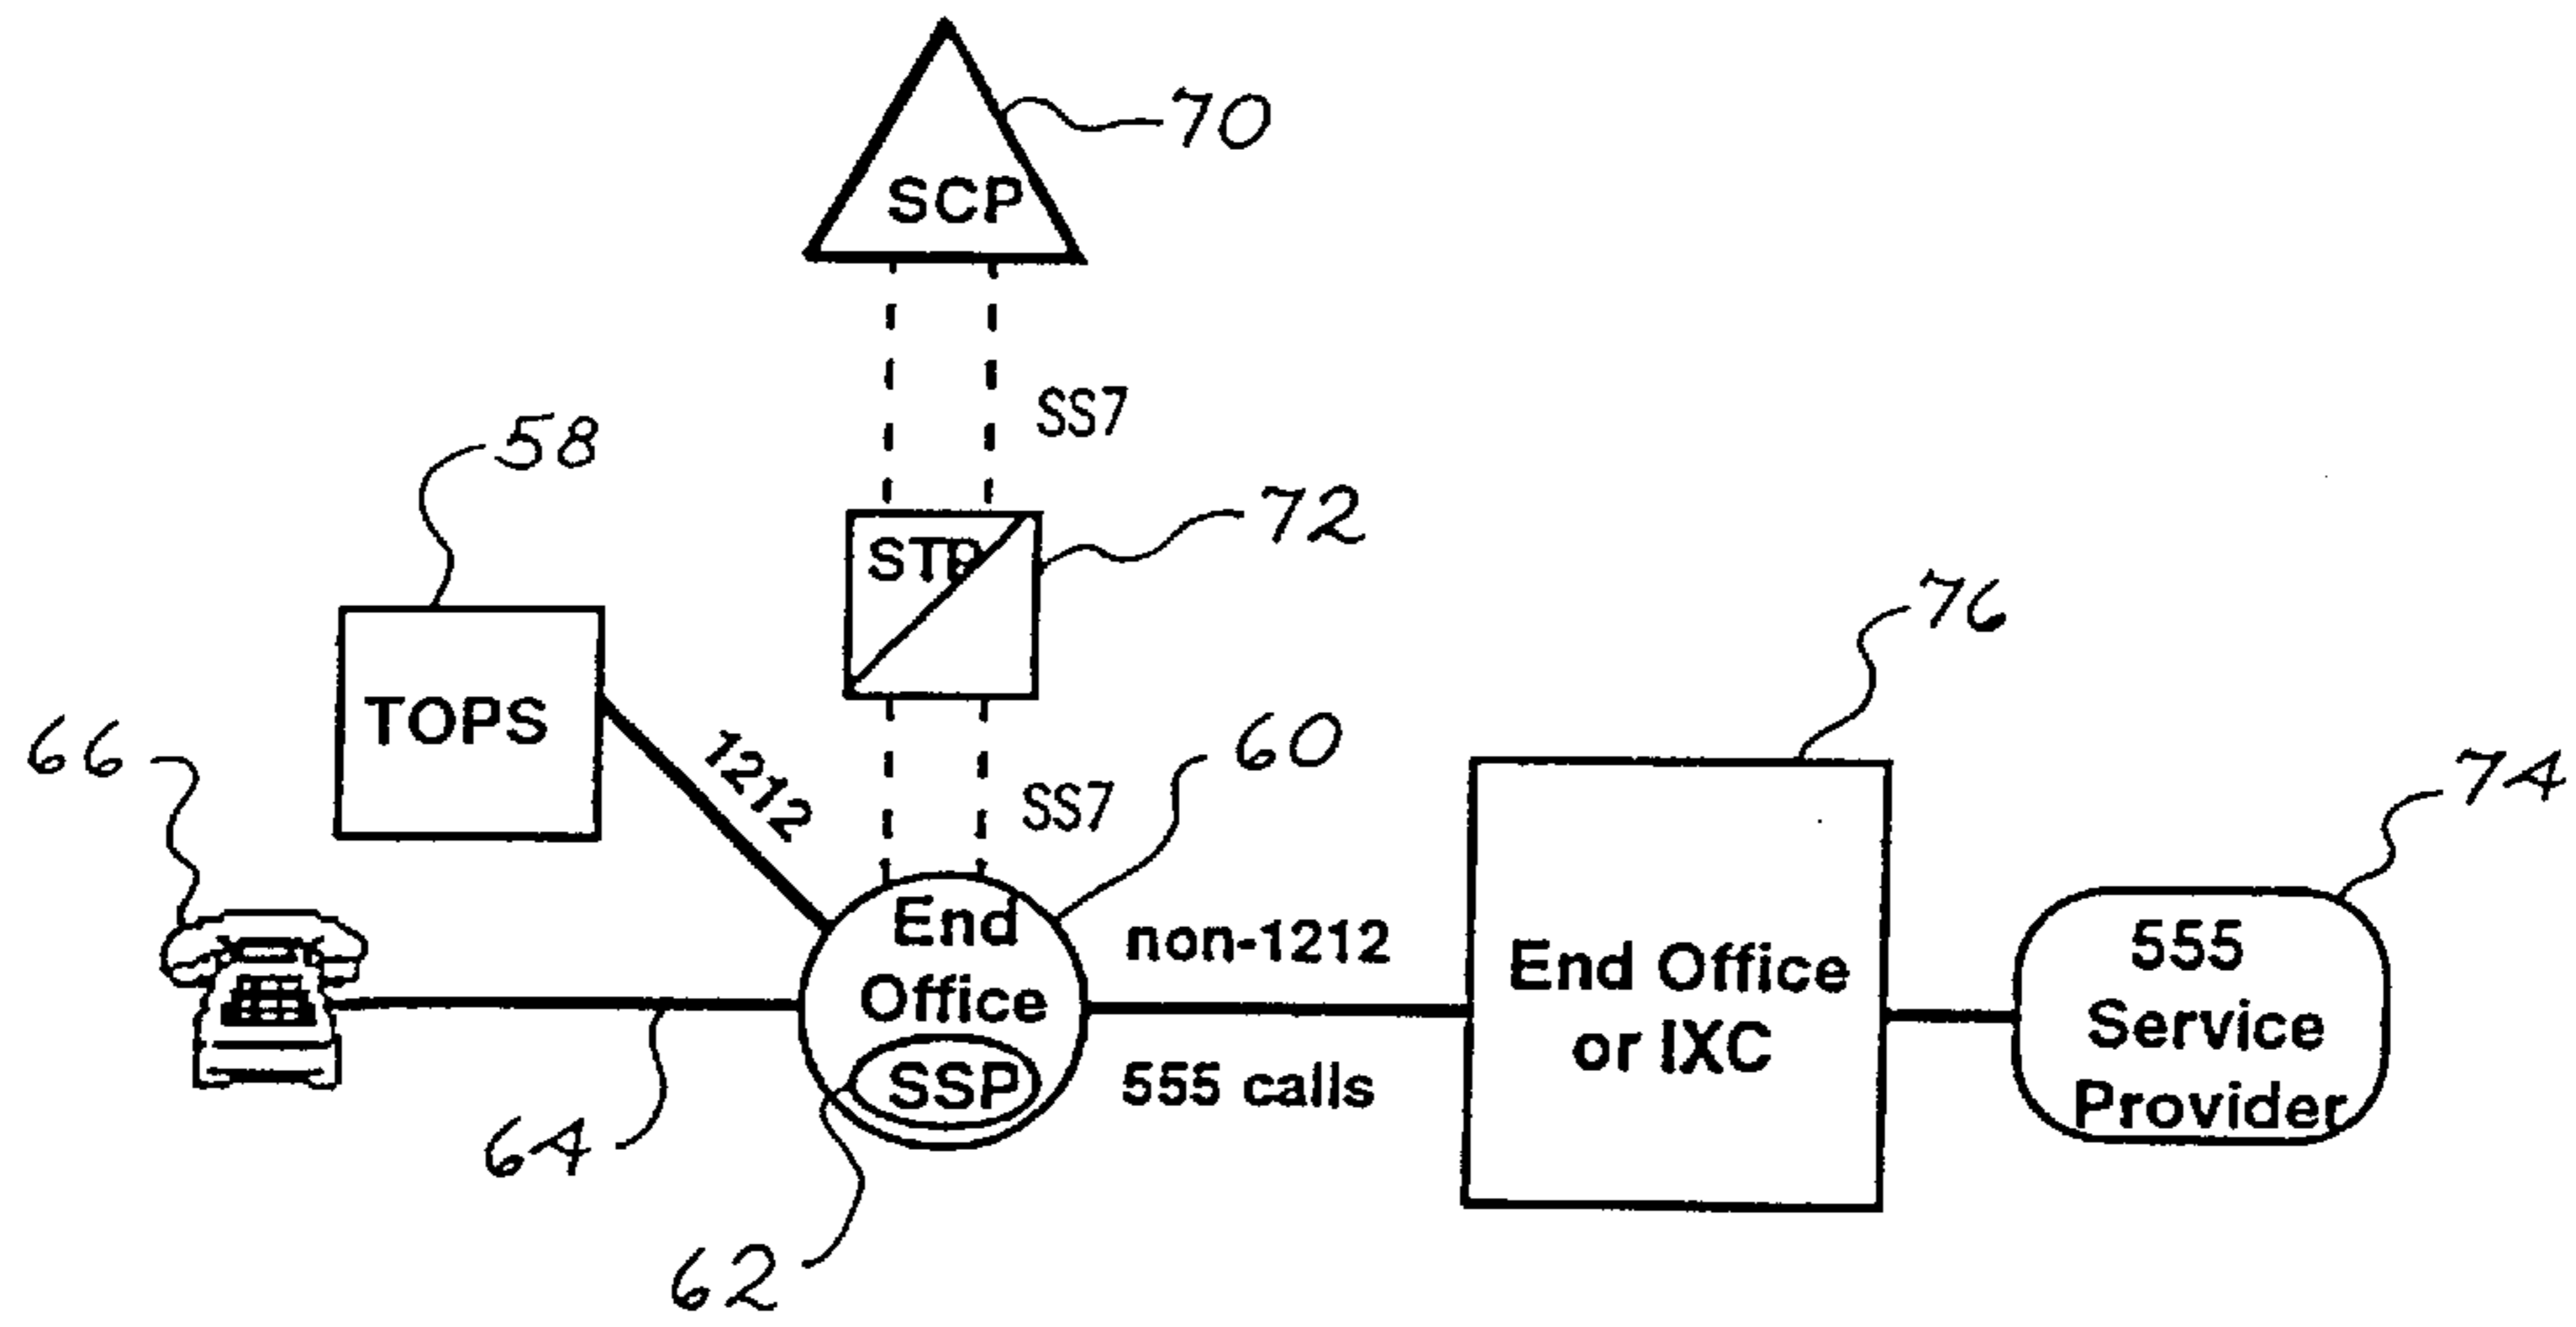 70
SCP
SS7
58
72
STP
76
66
TOPS
1212
60
74
SS7
End
Office
SSP
non-1212
555 calls
End Office
or IXC
555
Service
Provider
64
62